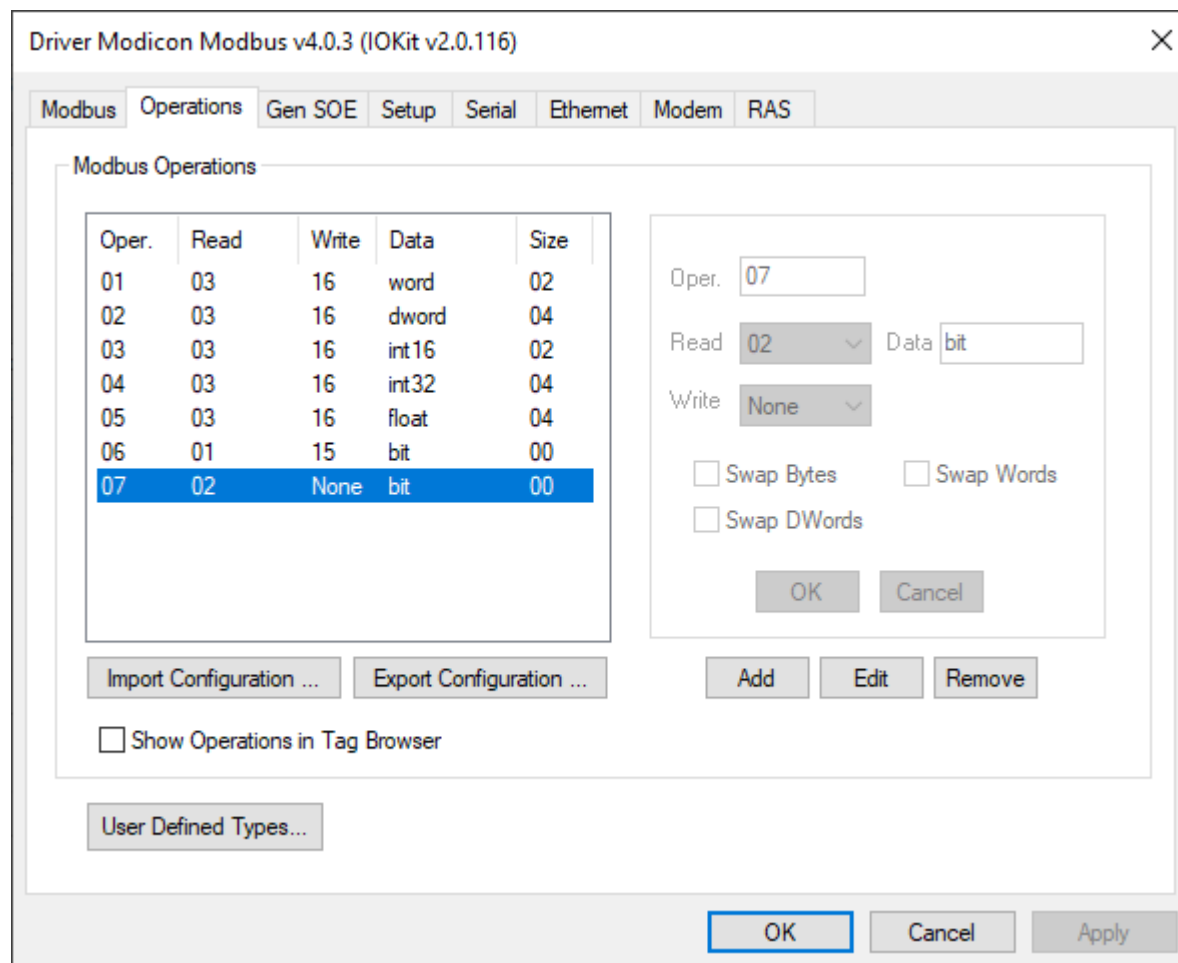 Driver Modicon Modbus v4.0.3 (IOKit v2.0.116)
Modbus Operations Gen SOE Setup Serial Ethernet Modem RAS
Modbus Operations
Oper. Read Write Data Size
01 03 16 word 02
02 03 16 dword 04
03 03 16 int16 02
04 03 16 int32 04
05 03 16 float 04
06 01 15 bit 00
07 02 None bit 00
Oper. 07
Read 02 Data bit
Write None
Swap Bytes Swap Words
Swap DWords
OK Cancel
Import Configuration ... Export Configuration ... Add Edit Remove
Show Operations in Tag Browser
User Defined Types...
OK Cancel Apply